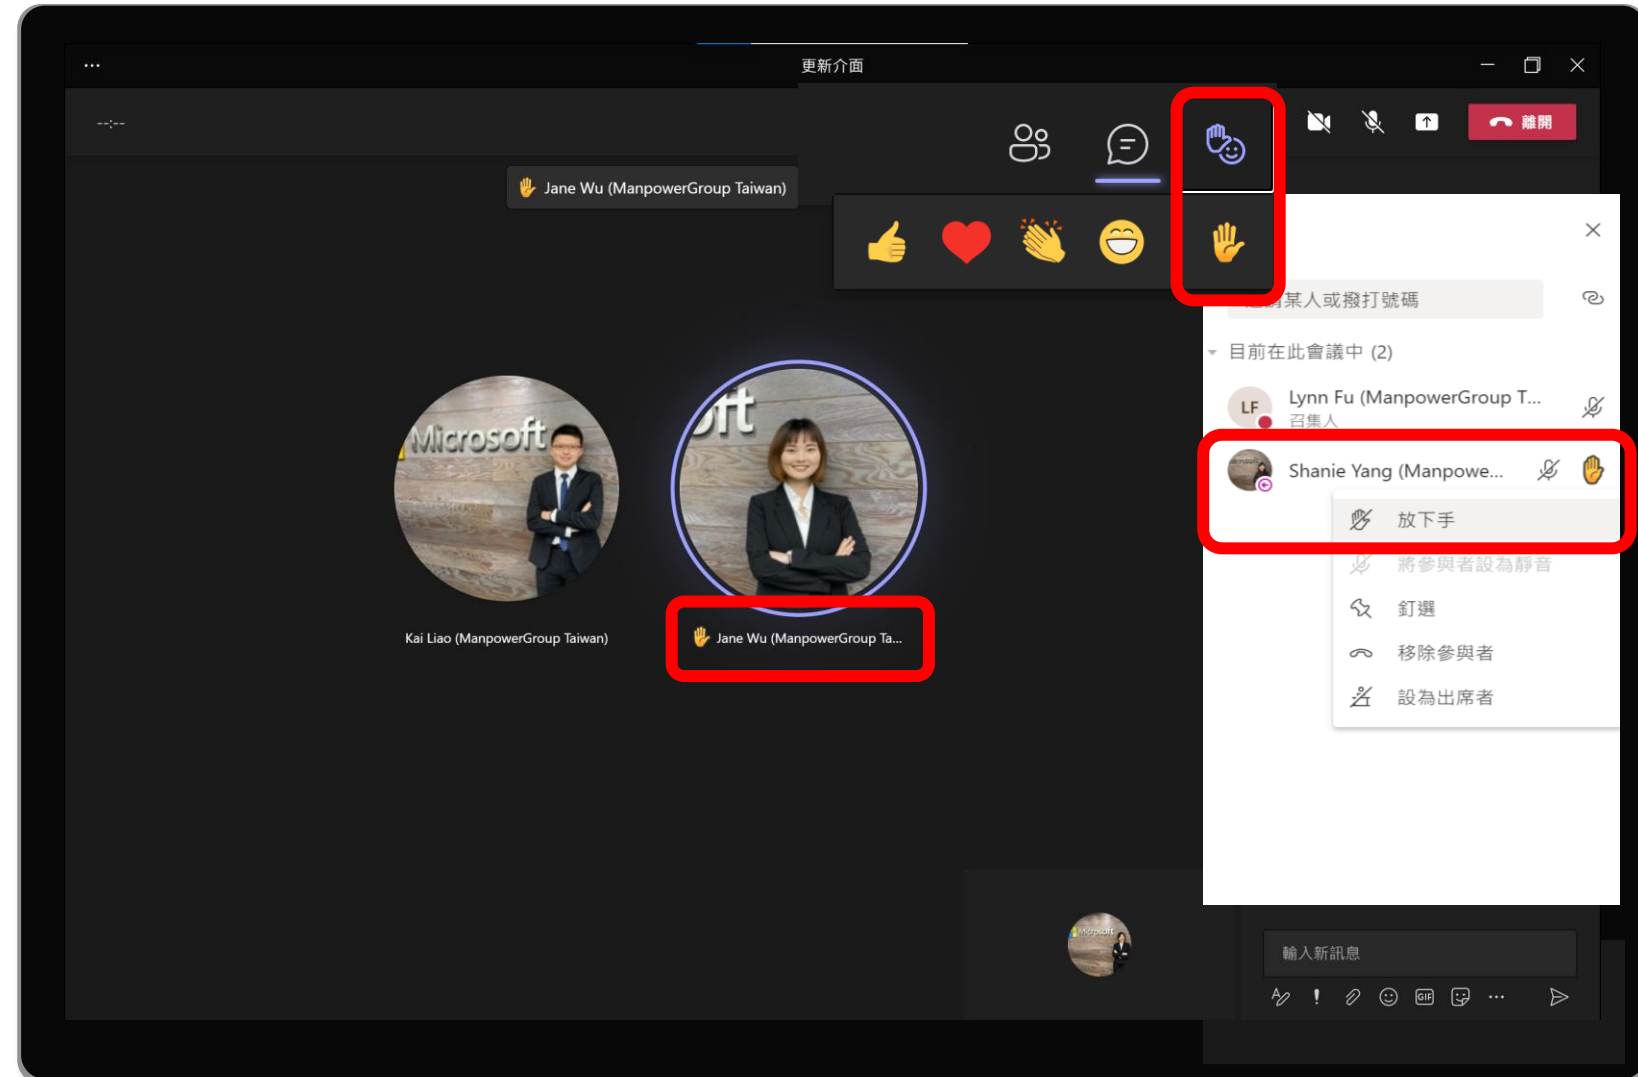 更新介面
--:--
離開
Jane Wu (ManpowerGroup Taiwan)
某人或撥打號碼
目前在此會議中 (2)
LF
Lynn Fu (ManpowerGroup T...
召集人
Shanie Yang (Manpowe...
放下手
將參與者設為靜音
釘選
移除參與者
設為出席者
Microsoft
oft
Kai Liao (ManpowerGroup Taiwan)
Jane Wu (ManpowerGroup Ta...
Microsoft
輸入新訊息
GIF